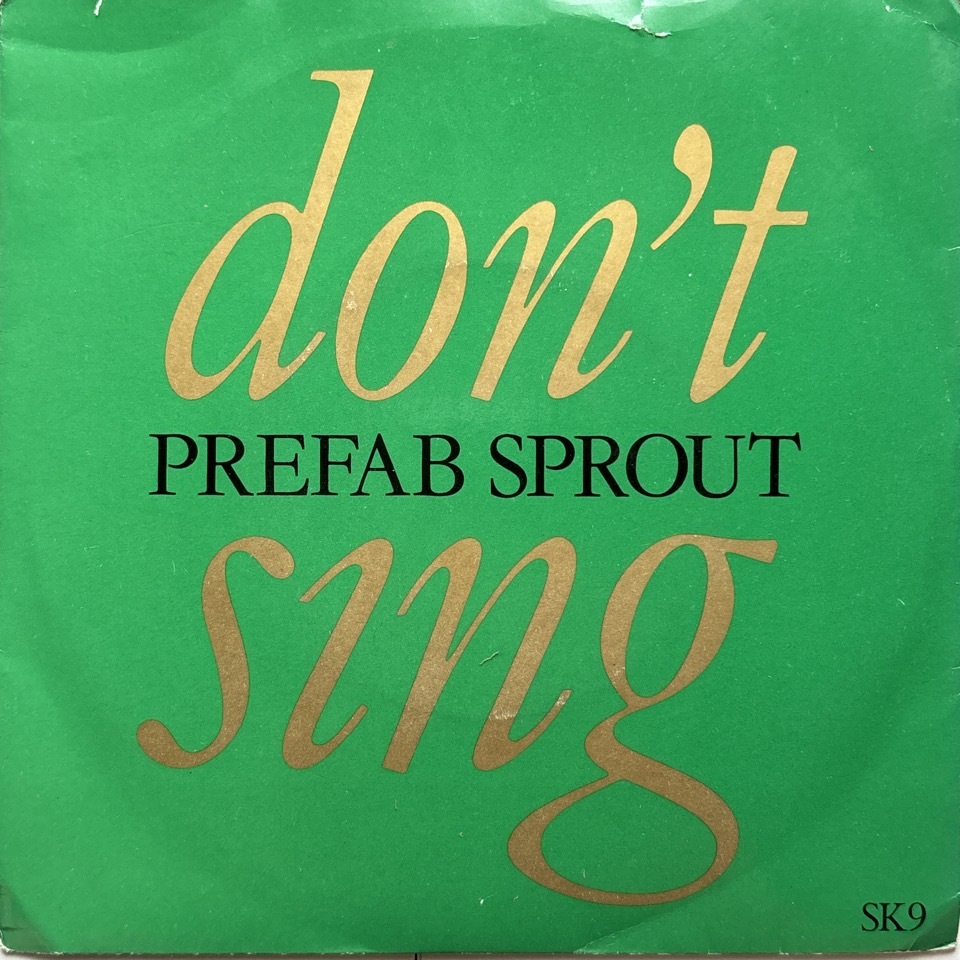 don't
PREFAB SPROUT
sing
SK9